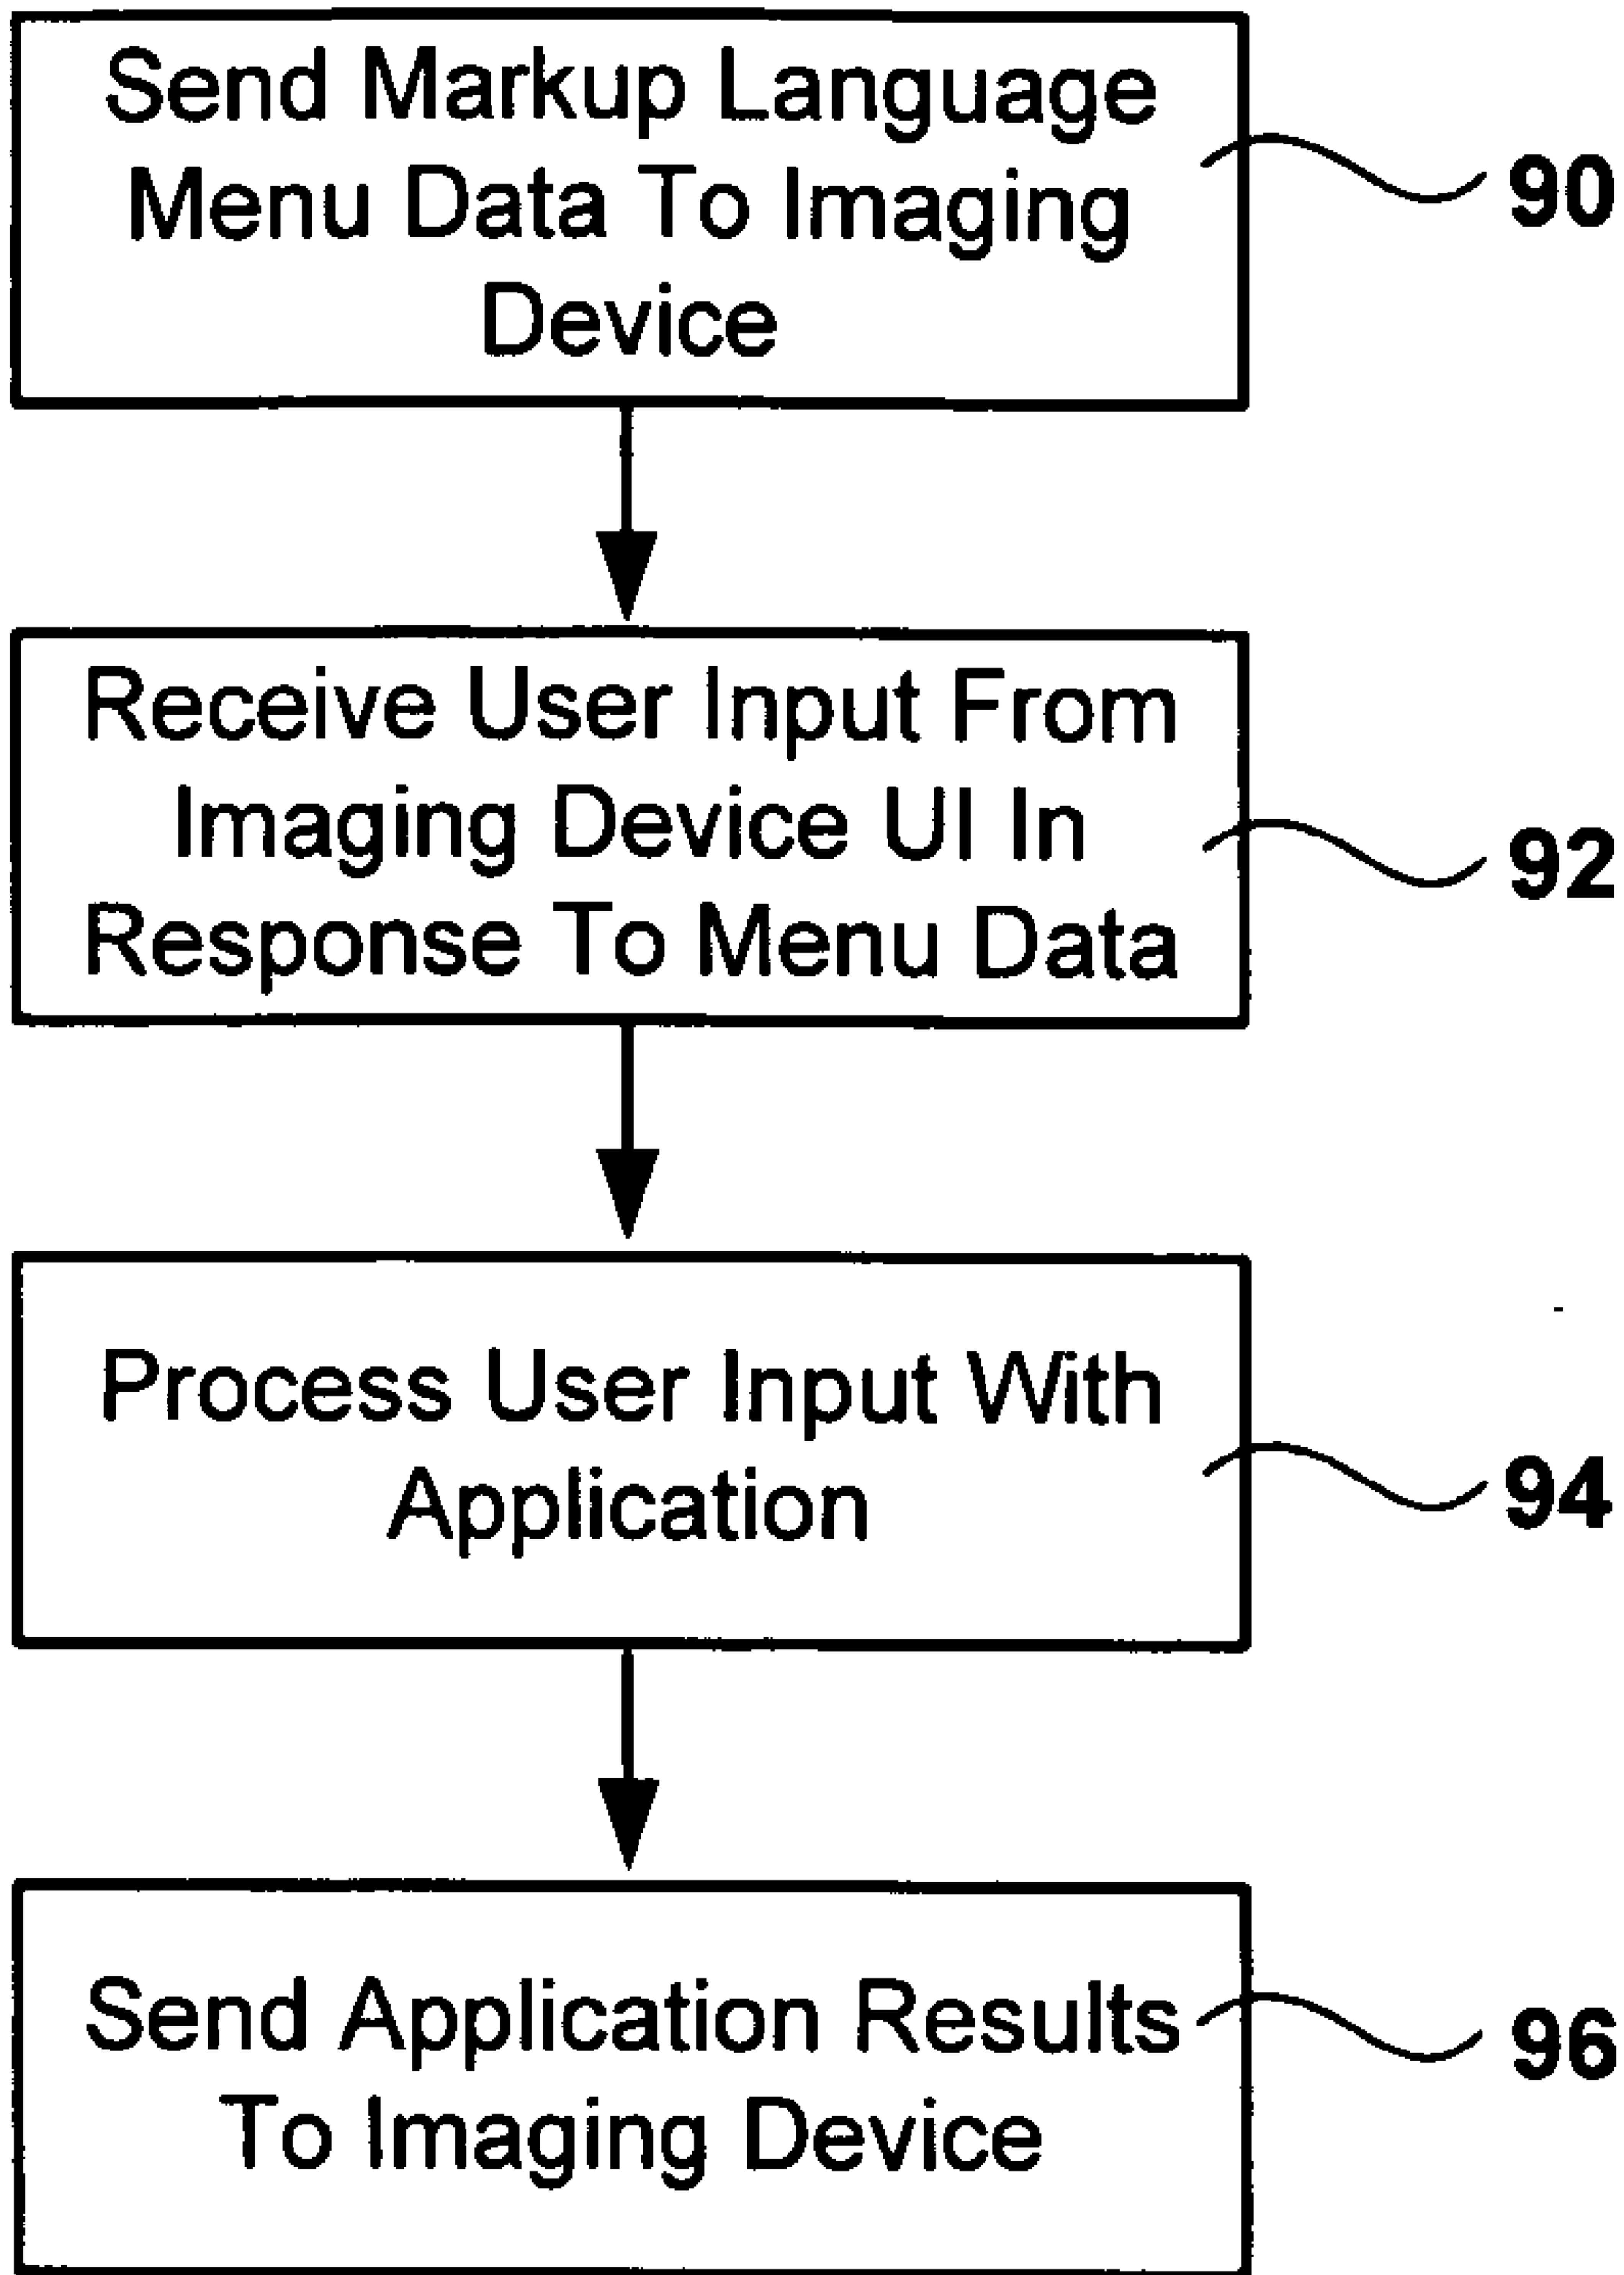 Send Markup Language
Menu Data To Imaging
Device
90
Receive User Input From
Imaging Device UI In
Response To Menu Data
92
Process User Input With
Application
94
Send Application Results
To Imaging Device
96